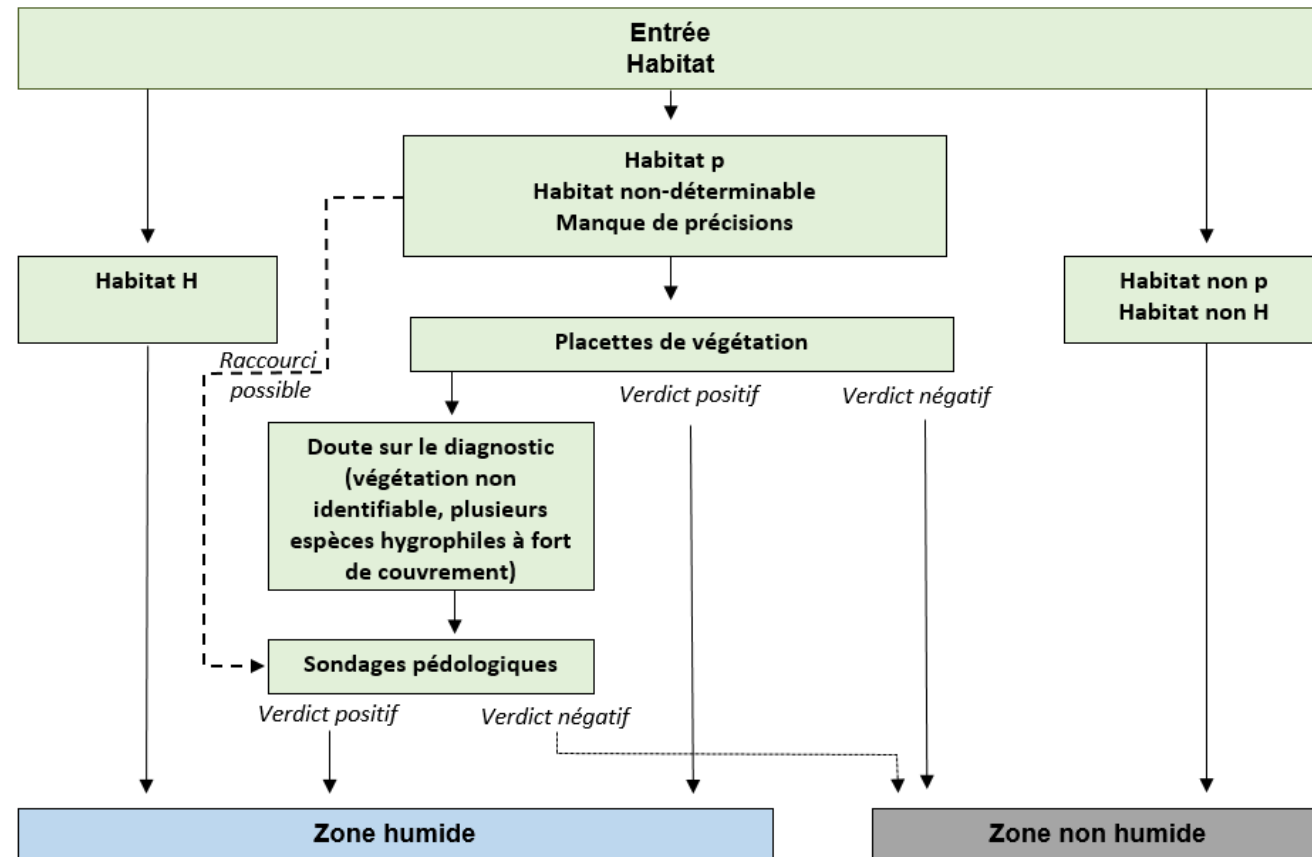 Entrée
Habitat
Habitat p
Habitat non-déterminable
Manque de précisions
Habitat H
Habitat non p
Habitat non H
Placettes de végétation
Raccourci
possible
Verdict positif
Verdict négatif
Doute sur le diagnostic
(végétation non
identifiable, plusieurs
espèces hygrophiles à fort
de couvrement)
Sondages pédologiques
Verdict positif
Verdict négatif
Zone humide
Zone non humide